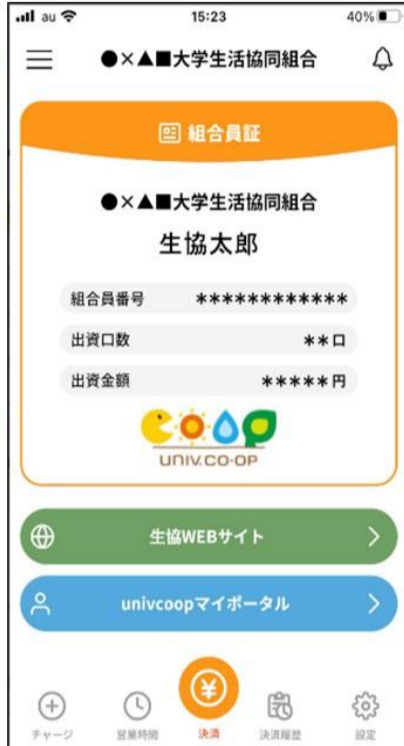 au 15:23 40%
●×▲■大学生活協同組合
組合員証
●×▲■大学生活協同組合
生協太郎
組合員番号 ************
出資口数 **口
出資金額 *****円
UNIV.CO-OP
生協WEBサイト
univcoopマイポータル
¥
チャージ 営業時間 決済 決済履歴 設定